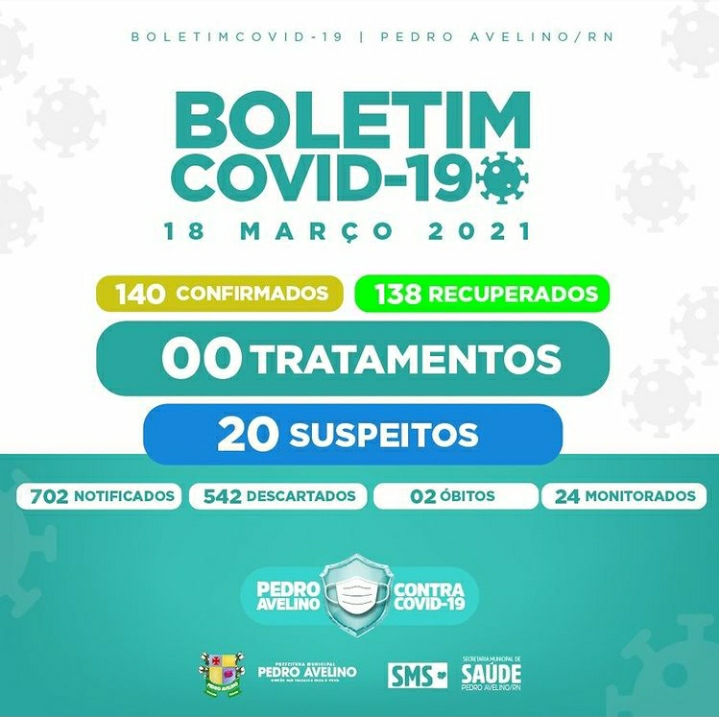 BOLETIMCOVID-19 | PEDRO AVELINO/RN
BOLETIM
COVID-19
18 MARÇO 2021
140 CONFIRMADOS
138 RECUPERADOS
00 TRATAMENTOS
20 SUSPEITOS
702 NOTIFICADOS
542 DESCARTADOS
02 ÓBITOS
24 MONITORADOS
PEDRO AVELINO
CONTRA COVID-19
PREFEITURA MUNICIPAL
PEDRO AVELINO
SMS
SECRETARIA MUNICIPAL DE
SAÚDE
PEDRO AVELINO/RN